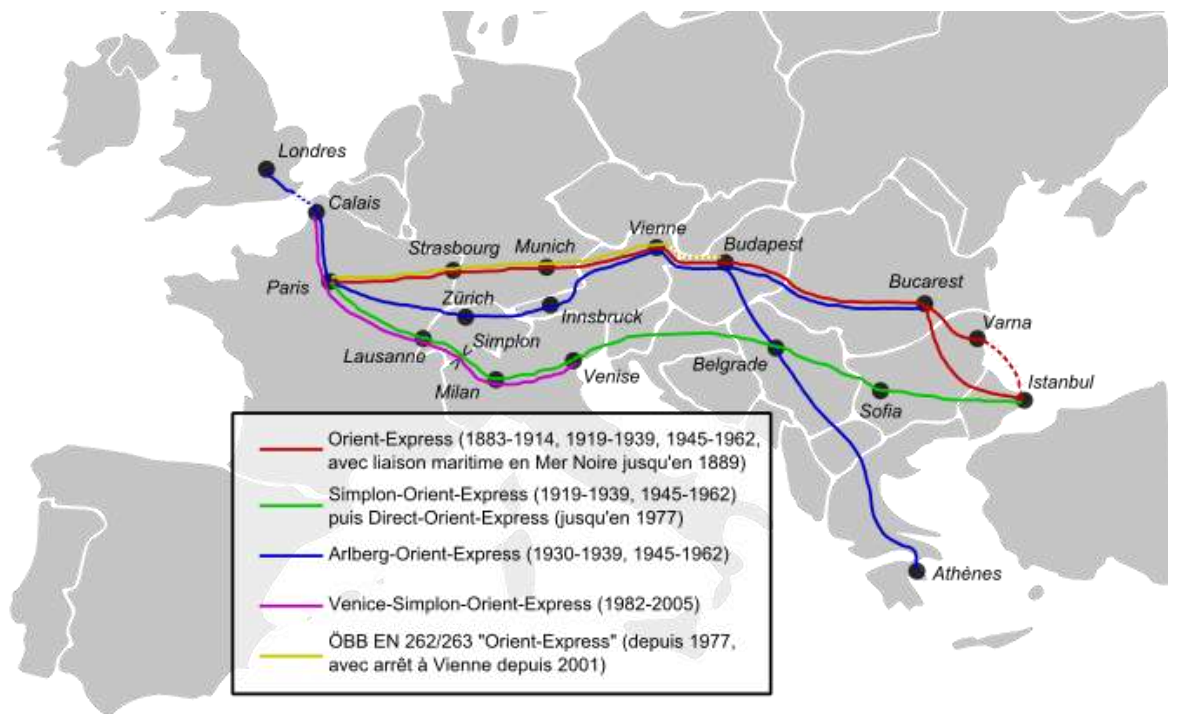 Londres
Calais
Vienne
Strasbourg
Munich
Budapest
Paris
Zürich
Bucarest
Innsbruck
Varna
Lausanne
Simplon
Belgrade
Venise
Milan
Istanbul
Sofia
Orient-Express (1883-1914, 1919-1939, 1945-1962,
avec liaison maritime en Mer Noire jusqu'en 1889)
Simplon-Orient-Express (1919-1939, 1945-1962)
puis Direct-Orient-Express (jusqu'en 1977)
Arlberg-Orient-Express (1930-1939, 1945-1962)
Athènes
Venice-Simplon-Orient-Express (1982-2005)
ÖBB EN 262/263 "Orient-Express" (depuis 1977,
avec arrêt à Vienne depuis 2001)